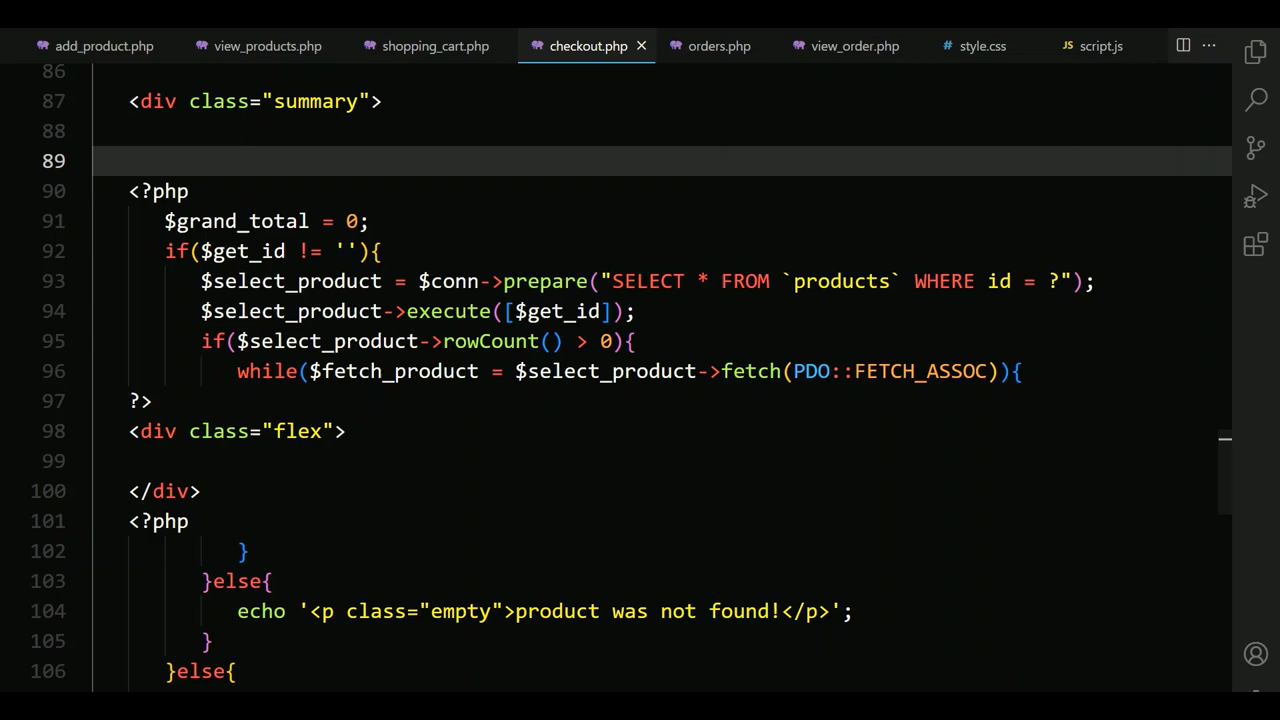 add_product.php view_products.php shopping_cart.php checkout.php orders.php view_order.php # style.css JS script.js
86
87 <div class="summary">
88
89
90 <?php
91 $grand_total = 0;
92 if($get_id != ''){
93 $select_product = $conn->prepare("SELECT * FROM `products` WHERE id = ?");
94 $select_product->execute([$get_id]);
95 if($select_product->rowCount() > 0){
96 while($fetch_product = $select_product->fetch(PDO::FETCH_ASSOC)){
97 ?>
98 <div class="flex">
99
100 </div>
101 <?php
102 }
103 }else{
104 echo '<p class="empty">product was not found!</p>';
105 }
106 }else{